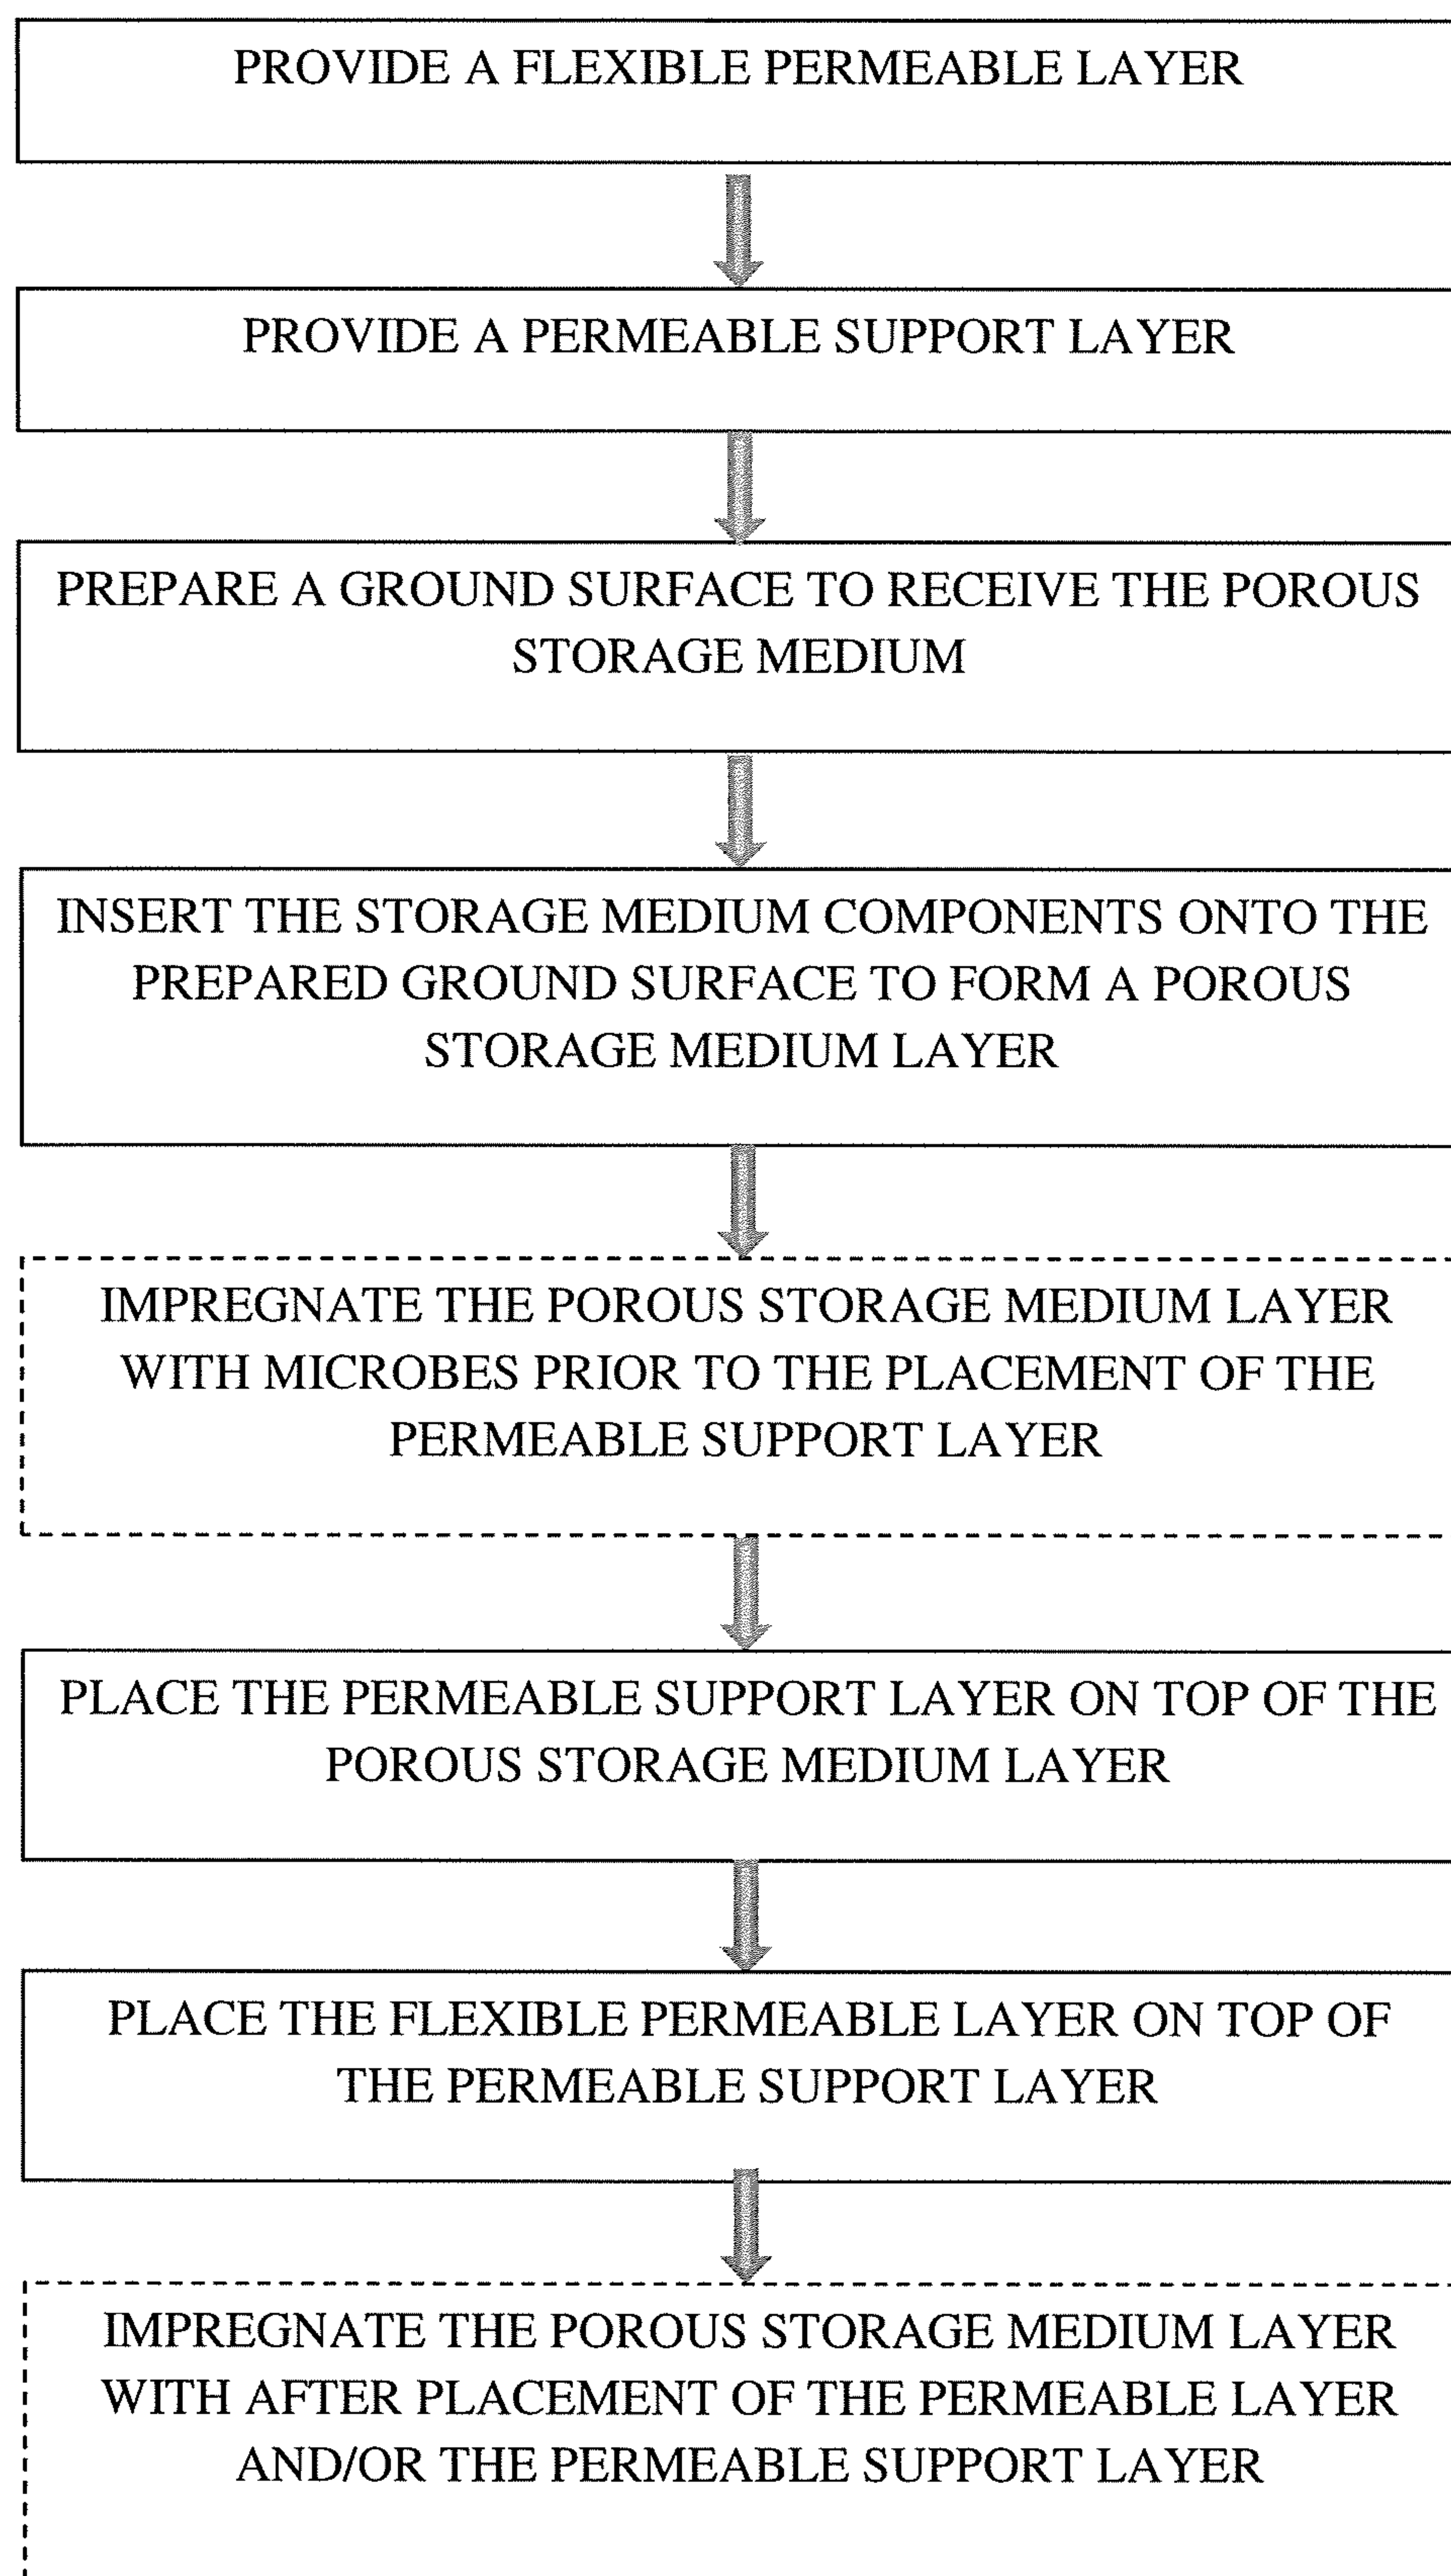 PROVIDE A FLEXIBLE PERMEABLE LAYER
PROVIDE A PERMEABLE SUPPORT LAYER
PREPARE A GROUND SURFACE TO RECEIVE THE POROUS
STORAGE MEDIUM
INSERT THE STORAGE MEDIUM COMPONENTS ONTO THE
PREPARED GROUND SURFACE TO FORM A POROUS
STORAGE MEDIUM LAYER
IMPREGNATE THE POROUS STORAGE MEDIUM LAYER
WITH MICROBES PRIOR TO THE PLACEMENT OF THE
PERMEABLE SUPPORT LAYER
PLACE THE PERMEABLE SUPPORT LAYER ON TOP OF THE
POROUS STORAGE MEDIUM LAYER
PLACE THE FLEXIBLE PERMEABLE LAYER ON TOP OF
THE PERMEABLE SUPPORT LAYER
IMPREGNATE THE POROUS STORAGE MEDIUM LAYER
WITH AFTER PLACEMENT OF THE PERMEABLE LAYER
AND/OR THE PERMEABLE SUPPORT LAYER